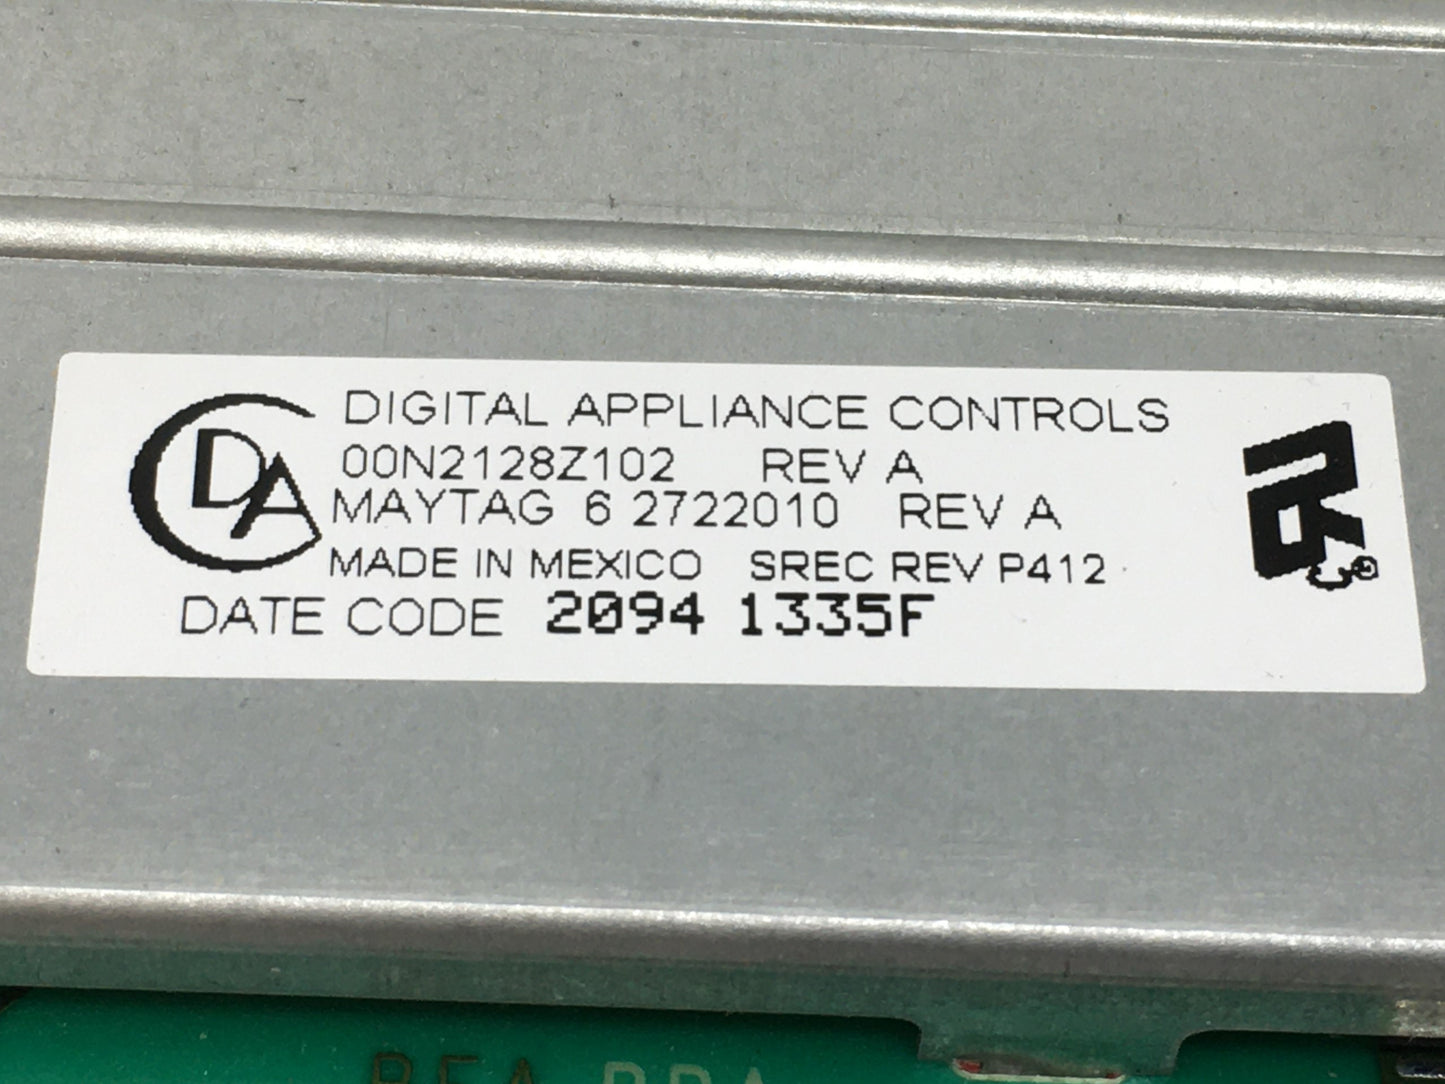 DIGITAL APPLIANCE CONTROLS
00N2128Z102 REV A
MAYTAG 6 2722010 REV A
MADE IN MEXICO SREC REV P412
DATE CODE 2094 1335F
DA